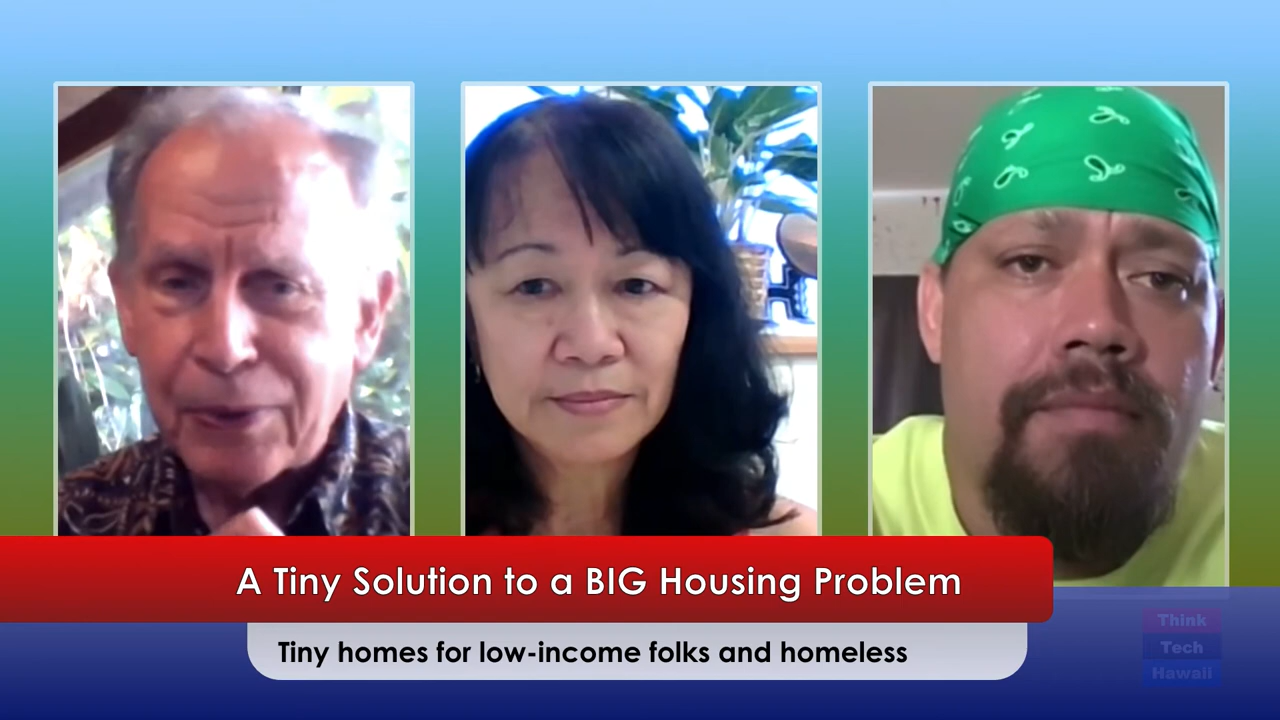 A Tiny Solution to a BIG Housing Problem
Tiny homes for low-income folks and homeless
Think
Tech
Hawaii